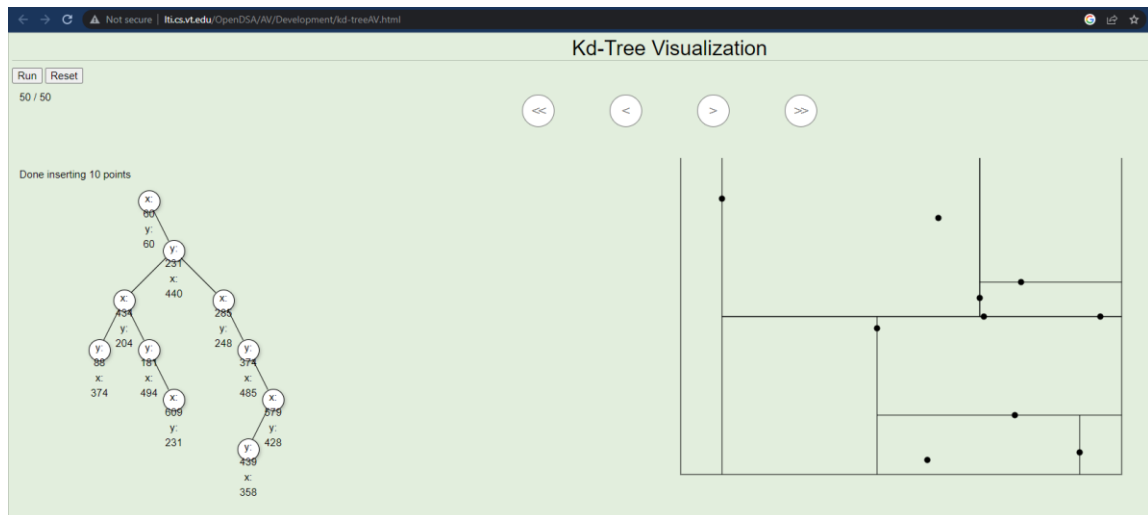 Not secure | lti.cs.vt.edu/OpenDSA/AV/Development/kd-treeAV.html
Kd-Tree Visualization
Run Reset
50 / 50
<< < > >>
Done inserting 10 points
x:
60
y:
60
y:
231
x:
440
x:
434
y:
204
x:
285
y:
248
y:
88
x:
374
y:
181
x:
494
y:
374
x:
485
x:
609
y:
231
x:
579
y:
428
y:
439
x:
358